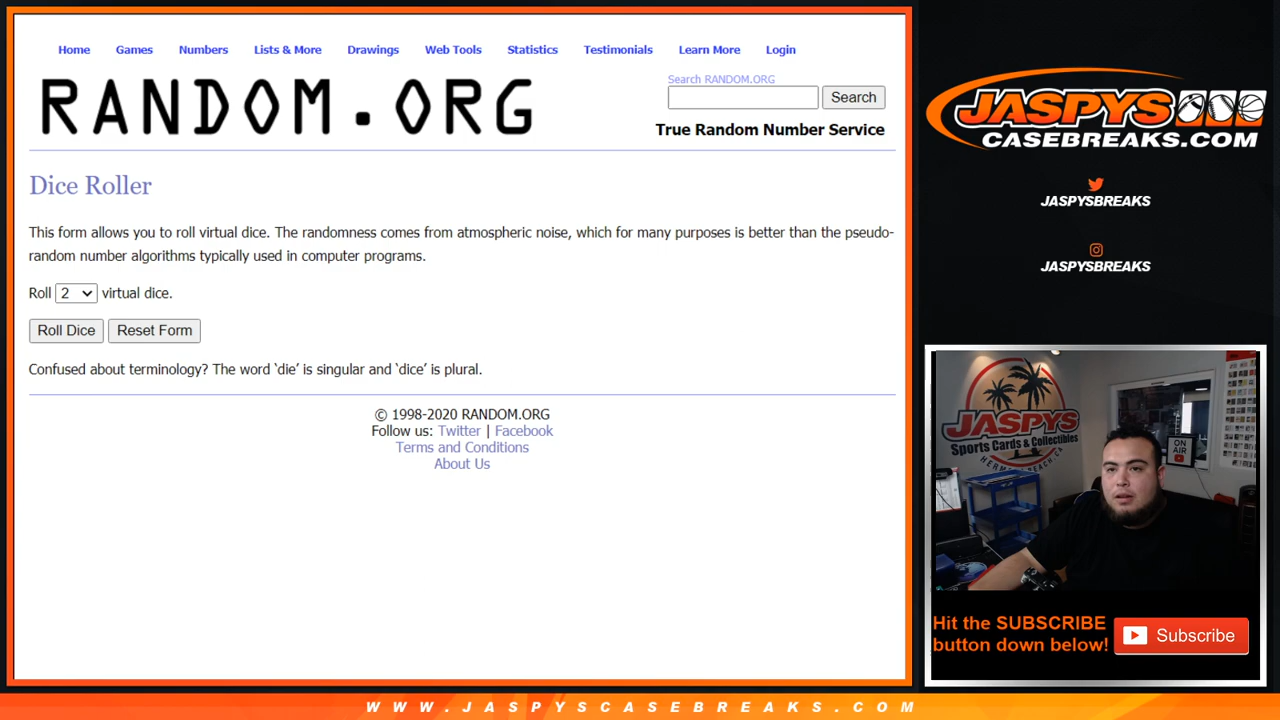 Home Games Numbers Lists & More Drawings Web Tools Statistics Testimonials Learn More Login
RANDOM.ORG
Search RANDOM.ORG
Search
True Random Number Service
Dice Roller
This form allows you to roll virtual dice. The randomness comes from atmospheric noise, which for many purposes is better than the pseudo-
random number algorithms typically used in computer programs.
Roll 2 virtual dice.
Roll Dice Reset Form
Confused about terminology? The word ‘die’ is singular and ‘dice’ is plural.
© 1998-2020 RANDOM.ORG
Follow us: Twitter | Facebook
Terms and Conditions
About Us
JASPYS
CASEBREAKS.COM
JASPYSBREAKS
JASPYSBREAKS
JASPYS
Sports Cards & Collectibles
HERMOSA BEACH CA
ON
AIR
Hit the SUBSCRIBE
button down below!
Subscribe
WWW.JASPYSCASEBREAKS.COM